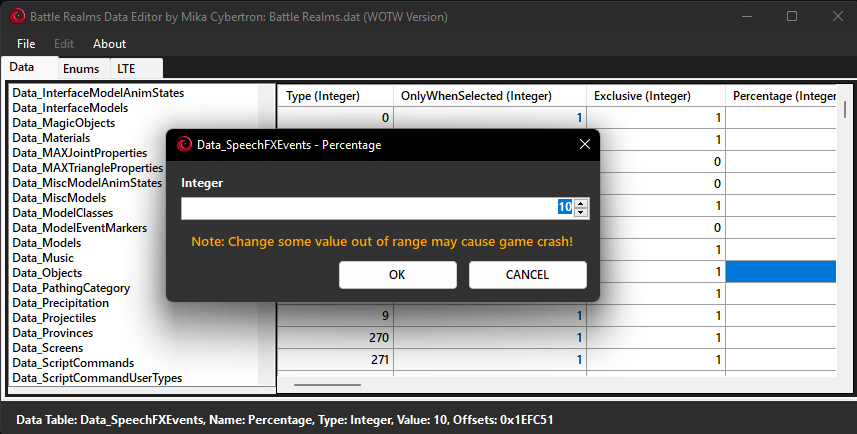 Battle Realms Data Editor by Mika Cybertron: Battle Realms.dat (WOTW Version)
File Edit About
Data Enums LTE
Data_InterfaceModelAnimStates
Data_InterfaceModels
Data_MagicObjects
Data_Materials
Data_MAXJointProperties
Data_MAXTriangleProperties
Data_MiscModelAnimStates
Data_MiscModels
Data_ModelClasses
Data_ModelEventMarkers
Data_Models
Data_Music
Data_Objects
Data_PathingCategory
Data_Precipitation
Data_Projectiles
Data_Provinces
Data_Screens
Data_ScriptCommands
Data_ScriptCommandUserTypes
Type (Integer) OnlyWhenSelected (Integer) Exclusive (Integer) Percentage (Integer
0 1 1
1
0
0
1
0
1
1
1
9 1 1
270 1 1
271 1 1
Data_SpeechFXEvents - Percentage
Integer
10
Note: Change some value out of range may cause game crash!
OK CANCEL
Data Table: Data_SpeechFXEvents, Name: Percentage, Type: Integer, Value: 10, Offsets: 0x1EFC51